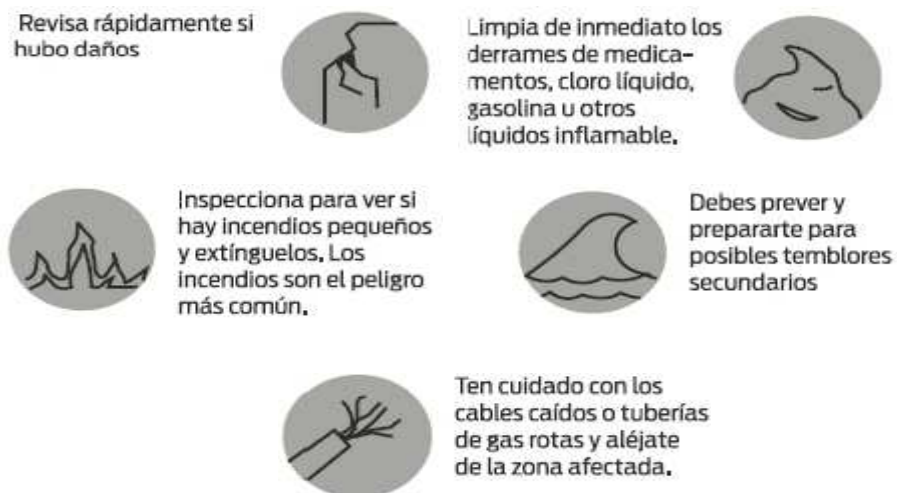 Revisa rápidamente si
hubo daños
Limpia de inmediato los
derrames de medica-
mentos, cloro líquido,
gasolina u otros
líquidos inflamable.
Inspecciona para ver si
hay incendios pequeños
y extínguelos. Los
incendios son el peligro
más común.
Debes prever y
prepararte para
posibles temblores
secundarios
Ten cuidado con los
cables caídos o tuberías
de gas rotas y aléjate
de la zona afectada.